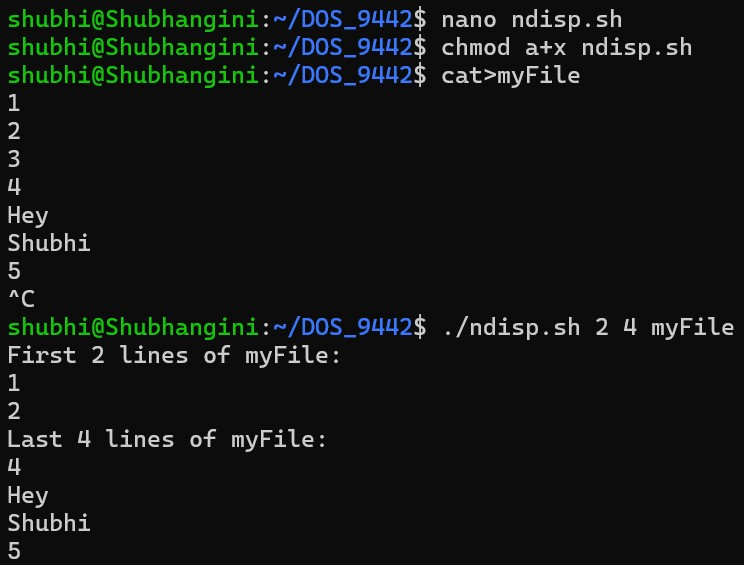 shubhi@Shubhangini:~/DOS_9442$ nano ndisp.sh
shubhi@Shubhangini:~/DOS_9442$ chmod a+x ndisp.sh
shubhi@Shubhangini:~/DOS_9442$ cat>myFile
1
2
3
4
Hey
Shubhi
5
^C
shubhi@Shubhangini:~/DOS_9442$ ./ndisp.sh 2 4 myFile
First 2 lines of myFile:
1
2
Last 4 lines of myFile:
4
Hey
Shubhi
5